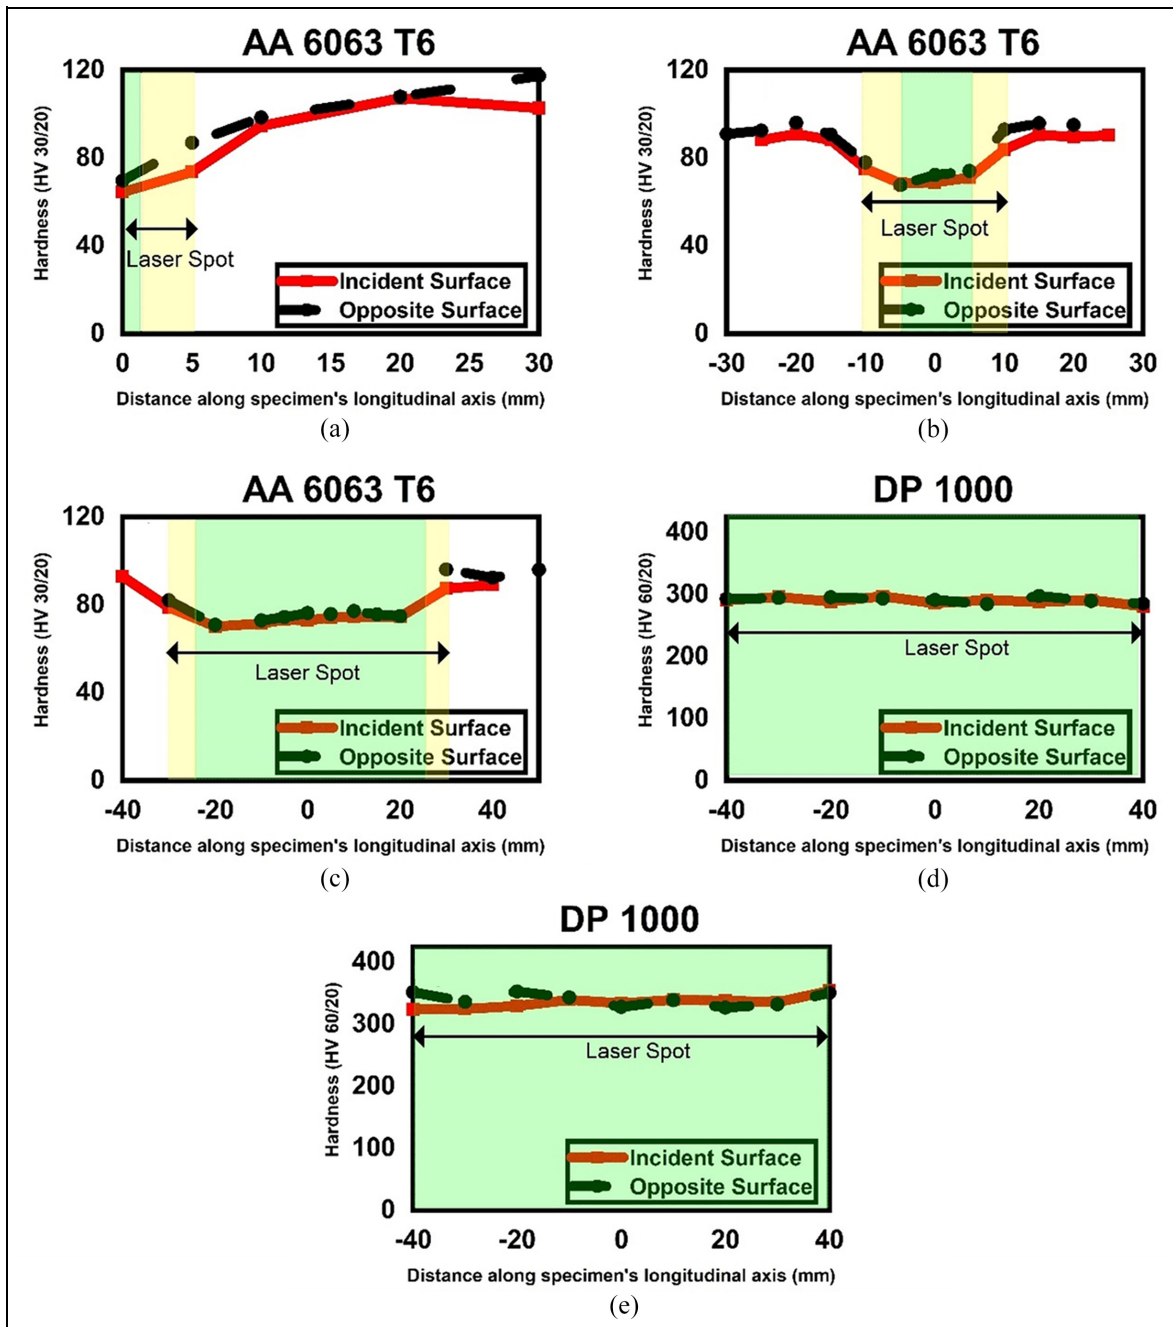 AA 6063 T6
Hardness (HV 30/20)
120
80
40
0
Laser Spot
Incident Surface
Opposite Surface
0 5 10 15 20 25 30
Distance along specimen's longitudinal axis (mm)
(a)
AA 6063 T6
Hardness (HV 30/20)
120
80
40
0
Laser Spot
Incident Surface
Opposite Surface
-30 -20 -10 0 10 20 30
Distance along specimen's longitudinal axis (mm)
(b)
AA 6063 T6
Hardness (HV 30/20)
120
80
40
0
Laser Spot
Incident Surface
Opposite Surface
-40 -20 0 20 40
Distance along specimen's longitudinal axis (mm)
(c)
DP 1000
Hardness (HV 60/20)
400
300
200
100
0
Laser Spot
Incident Surface
Opposite Surface
-40 -20 0 20 40
Distance along specimen's longitudinal axis (mm)
(d)
DP 1000
Hardness (HV 60/20)
400
300
200
100
0
Laser Spot
Incident Surface
Opposite Surface
-40 -20 0 20 40
Distance along specimen's longitudinal axis (mm)
(e)